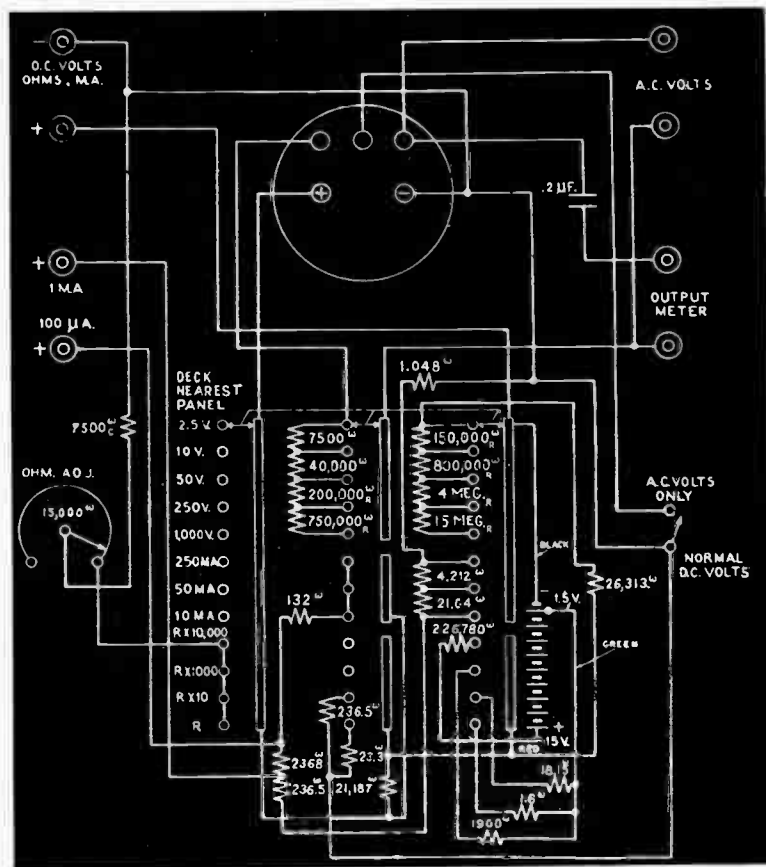 D.C. VOLTS
OHMS, M.A.
-
+
A.C. VOLTS
+
-
.2 µF.
+
1 MA
OUTPUT
METER
100 µA.
+
1.048 ω
DECK
NEAREST
PANEL
2.5 V.
10 V.
50 V.
250 V.
1,000 V.
250 MA
50 MA
10 MA
R X 10,000
R X 1000
R X 10
R
7500 ω
OHM. ADJ.
15,000 ω
7500 ω
40,000 ω
200,000 ω R
750,000 ω R
150,000 ω R
800,000 ω R
4 MEG. R
15 MEG. R
A.C. VOLTS
ONLY
NORMAL
D.C. VOLTS
BLACK
132 ω
4.212 ω
21.64 ω
226,780 ω
-
1.5 V.
26,313 ω
GREEN
236.5 ω
+
15 V.
RED
2368 ω
23.3 ω
236.5 ω
21,187 ω
18.15 ω
1.6 ω
1900 ω